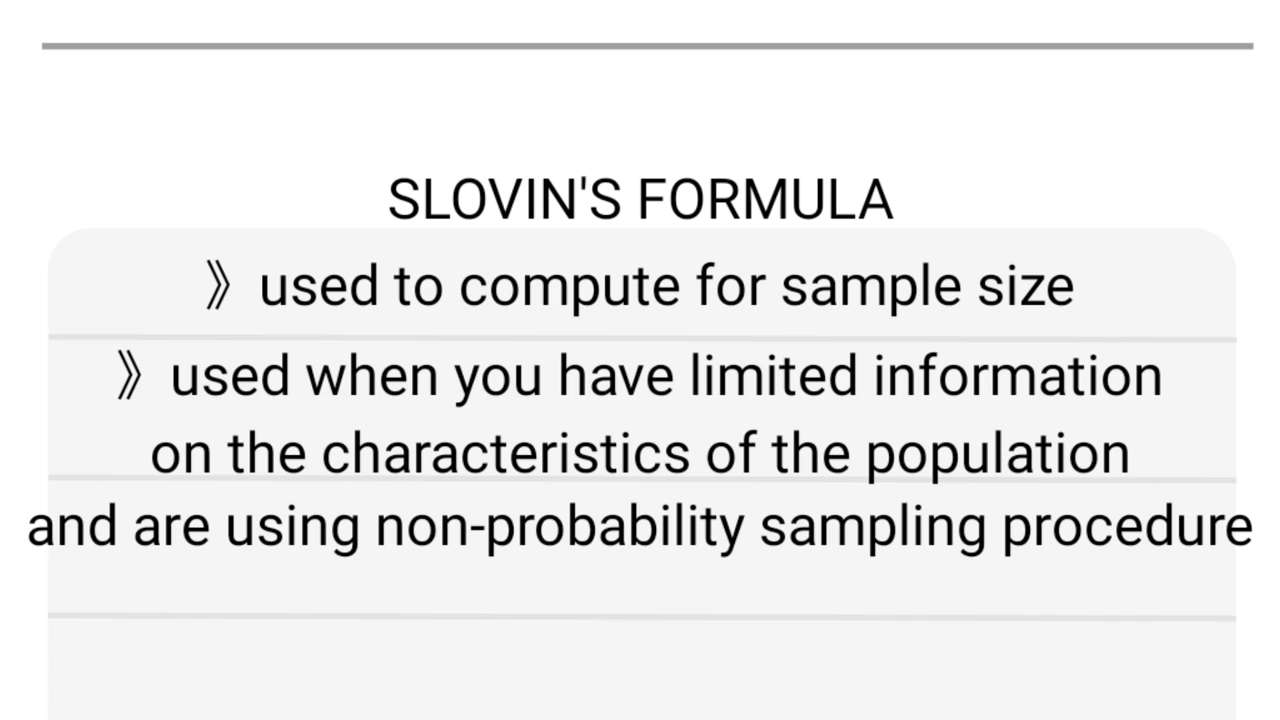 SLOVIN'S FORMULA
》used to compute for sample size
》used when you have limited information
on the characteristics of the population
and are using non-probability sampling procedure